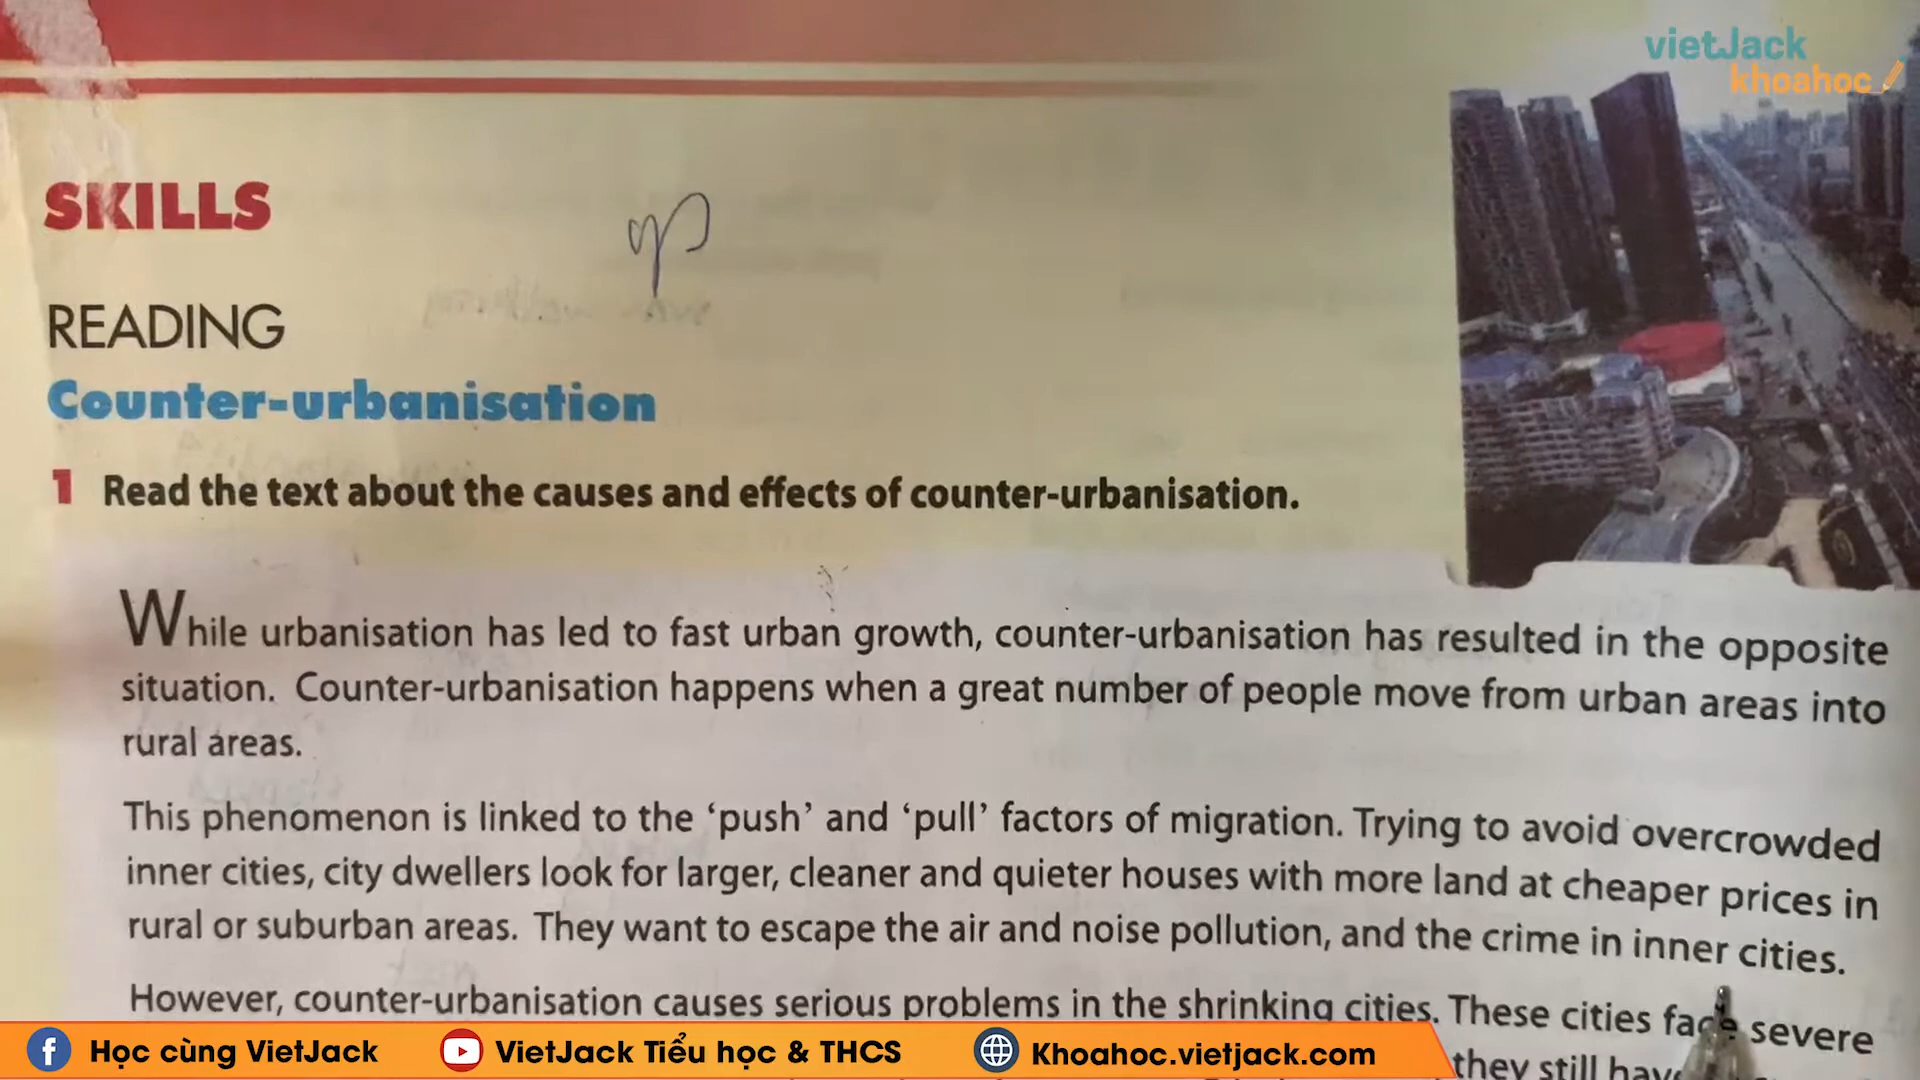 vietJack
khoahoc
SKILLS
READING
Counter-urbanisation
1 Read the text about the causes and effects of counter-urbanisation.
While urbanisation has led to fast urban growth, counter-urbanisation has resulted in the opposite
situation. Counter-urbanisation happens when a great number of people move from urban areas into
rural areas.
This phenomenon is linked to the ‘push’ and ‘pull’ factors of migration. Trying to avoid overcrowded
inner cities, city dwellers look for larger, cleaner and quieter houses with more land at cheaper prices in
rural or suburban areas. They want to escape the air and noise pollution, and the crime in inner cities.
However, counter-urbanisation causes serious problems in the shrinking cities. These cities face severe
they still have
Học cùng VietJack
VietJack Tiểu học & THCS
Khoahoc.vietjack.com